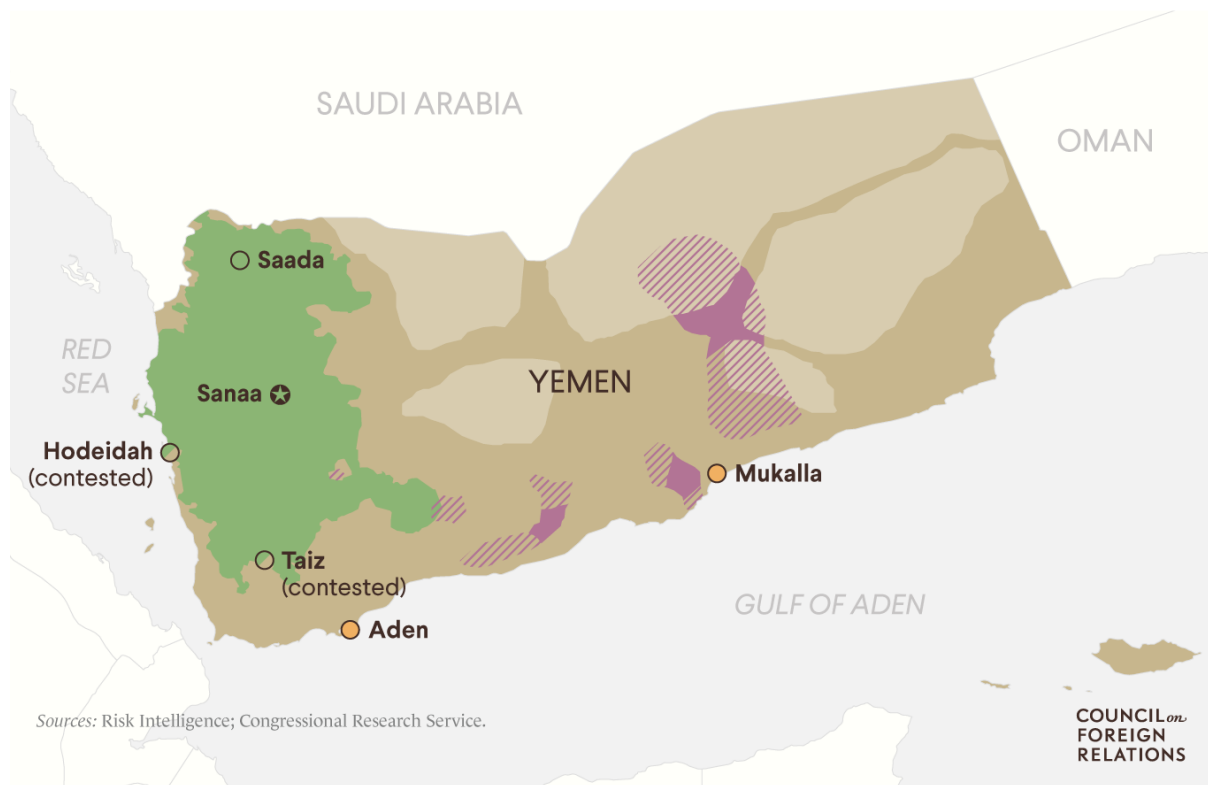 SAUDI ARABIA
OMAN
Saada
RED
SEA
YEMEN
Sanaa
Hodeidah
(contested)
Mukalla
Taiz
(contested)
GULF OF ADEN
Aden
Sources: Risk Intelligence; Congressional Research Service.
COUNCIL on
FOREIGN
RELATIONS